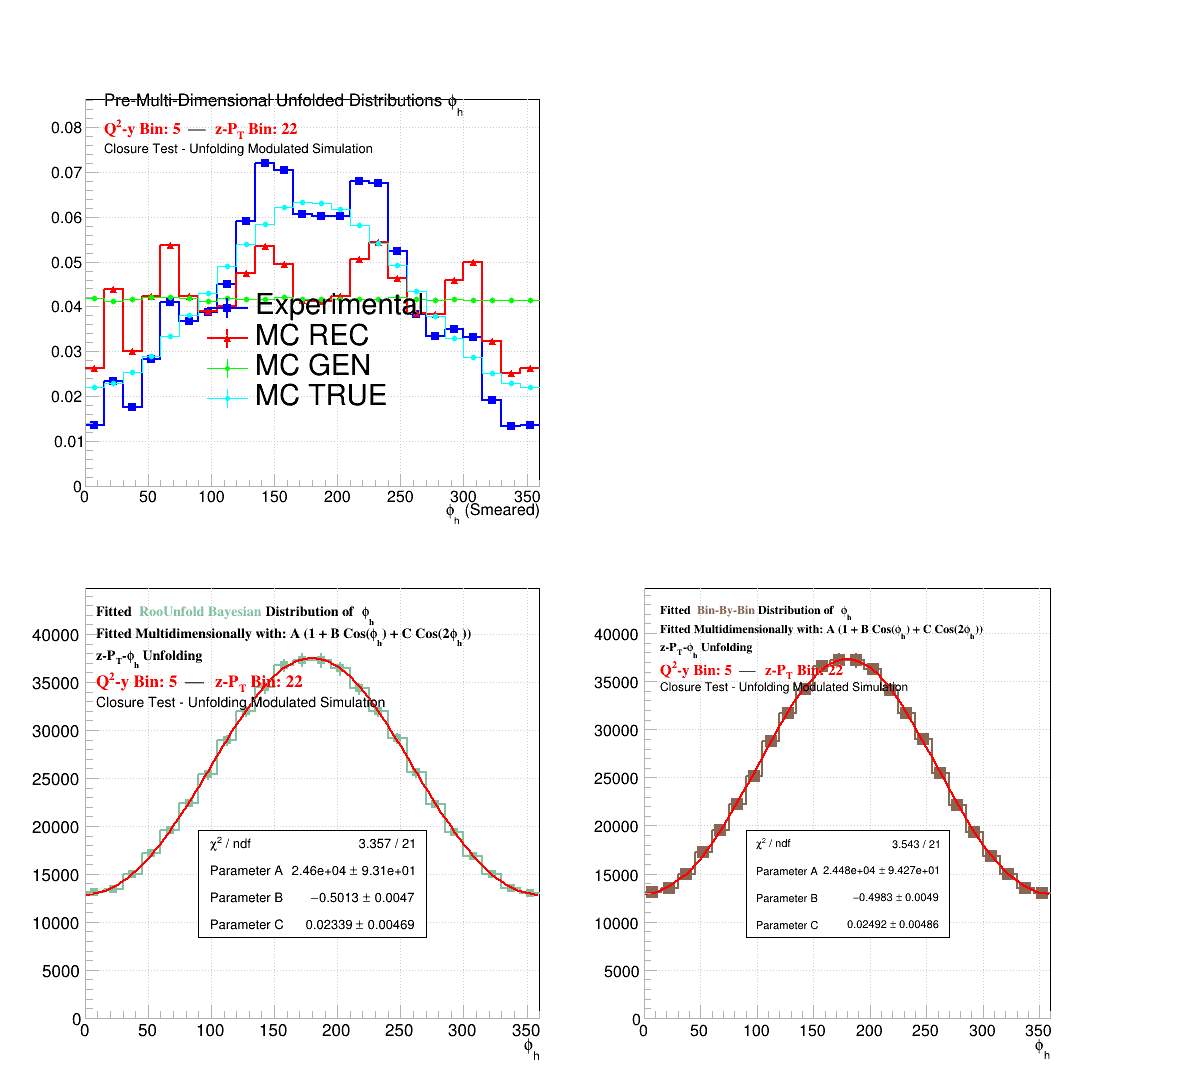 Pre-Multi-Dimensional Unfolded Distributions ϕh
Q²-y Bin: 5 — z-PT Bin: 22
Closure Test - Unfolding Modulated Simulation
0.08
0.07
0.06
0.05
0.04
0.03
0.02
0.01
0
Experimental
MC REC
MC GEN
MC TRUE
0 50 100 150 200 250 300 350
ϕh (Smeared)
Fitted RooUnfold Bayesian Distribution of ϕh
Fitted Multidimensionally with: A (1 + B Cos(ϕh) + C Cos(2ϕh))
z-PT-ϕh Unfolding
Q²-y Bin: 5 — z-PT Bin: 22
Closure Test - Unfolding Modulated Simulation
40000
35000
30000
25000
20000
15000
10000
5000
0
χ² / ndf 3.357 / 21
Parameter A 2.46e+04 ± 9.31e+01
Parameter B −0.5013 ± 0.0047
Parameter C 0.02339 ± 0.00469
0 50 100 150 200 250 300 350
ϕh
Fitted Bin-By-Bin Distribution of ϕh
Fitted Multidimensionally with: A (1 + B Cos(ϕh) + C Cos(2ϕh))
z-PT-ϕh Unfolding
Q²-y Bin: 5 — z-PT Bin: 22
Closure Test - Unfolding Modulated Simulation
40000
35000
30000
25000
20000
15000
10000
5000
0
χ² / ndf 3.543 / 21
Parameter A 2.448e+04 ± 9.427e+01
Parameter B −0.4983 ± 0.0049
Parameter C 0.02492 ± 0.00486
0 50 100 150 200 250 300 350
ϕh